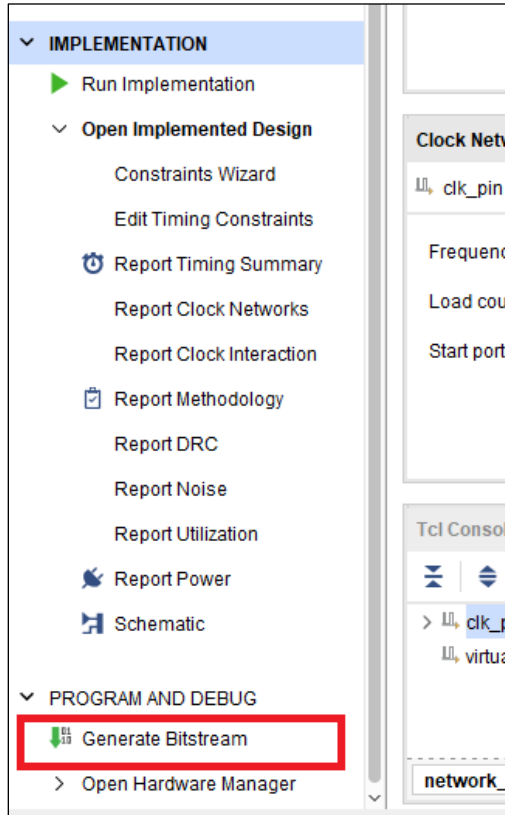 IMPLEMENTATION
Run Implementation
Open Implemented Design
Constraints Wizard
Edit Timing Constraints
Report Timing Summary
Report Clock Networks
Report Clock Interaction
Report Methodology
Report DRC
Report Noise
Report Utilization
Report Power
Schematic
PROGRAM AND DEBUG
Generate Bitstream
Open Hardware Manager
Clock Netw
clk_pin
Frequenc
Load cou
Start port
Tcl Consol
clk_p
virtua
network_